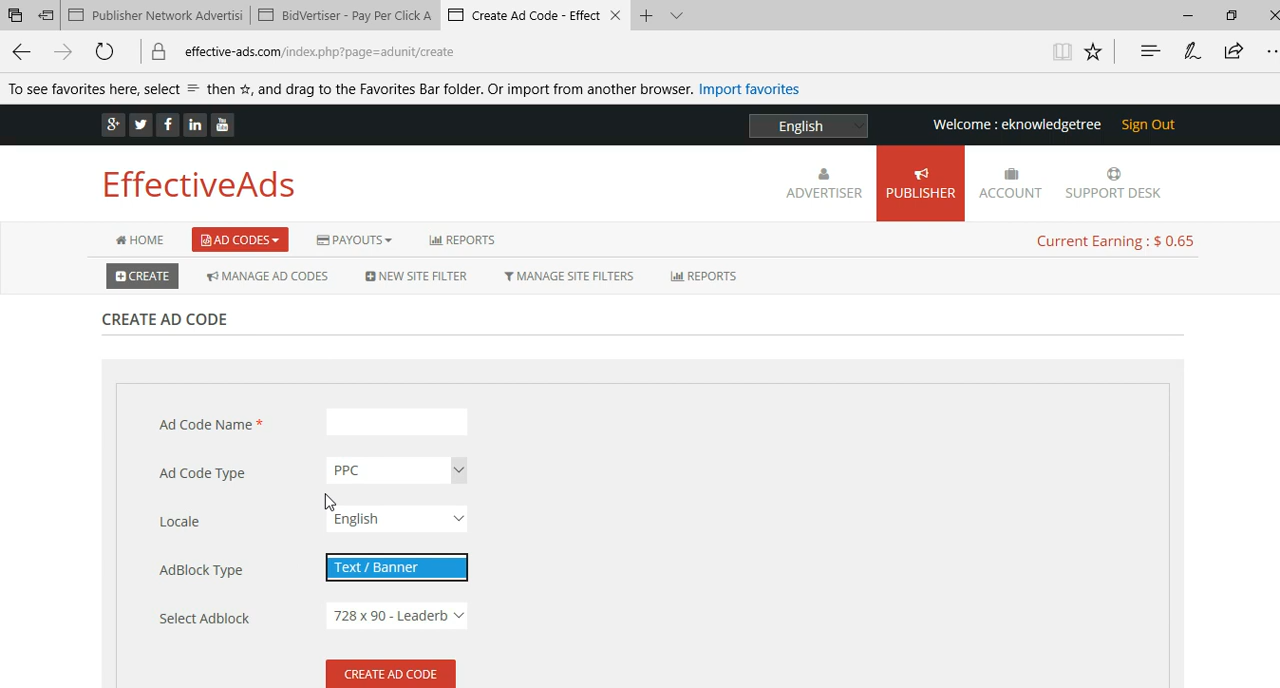 Publisher Network Advertisi
BidVertiser - Pay Per Click A
Create Ad Code - Effect
effective-ads.com/index.php?page=adunit/create
To see favorites here, select then ☆, and drag to the Favorites Bar folder. Or import from another browser. Import favorites
English
Welcome : eknowledgetree Sign Out
EffectiveAds
ADVERTISER PUBLISHER ACCOUNT SUPPORT DESK
HOME AD CODES PAYOUTS REPORTS
Current Earning : $ 0.65
CREATE MANAGE AD CODES NEW SITE FILTER MANAGE SITE FILTERS REPORTS
CREATE AD CODE
Ad Code Name *
Ad Code Type PPC
Locale English
AdBlock Type Text / Banner
Select Adblock 728 x 90 - Leaderb
CREATE AD CODE